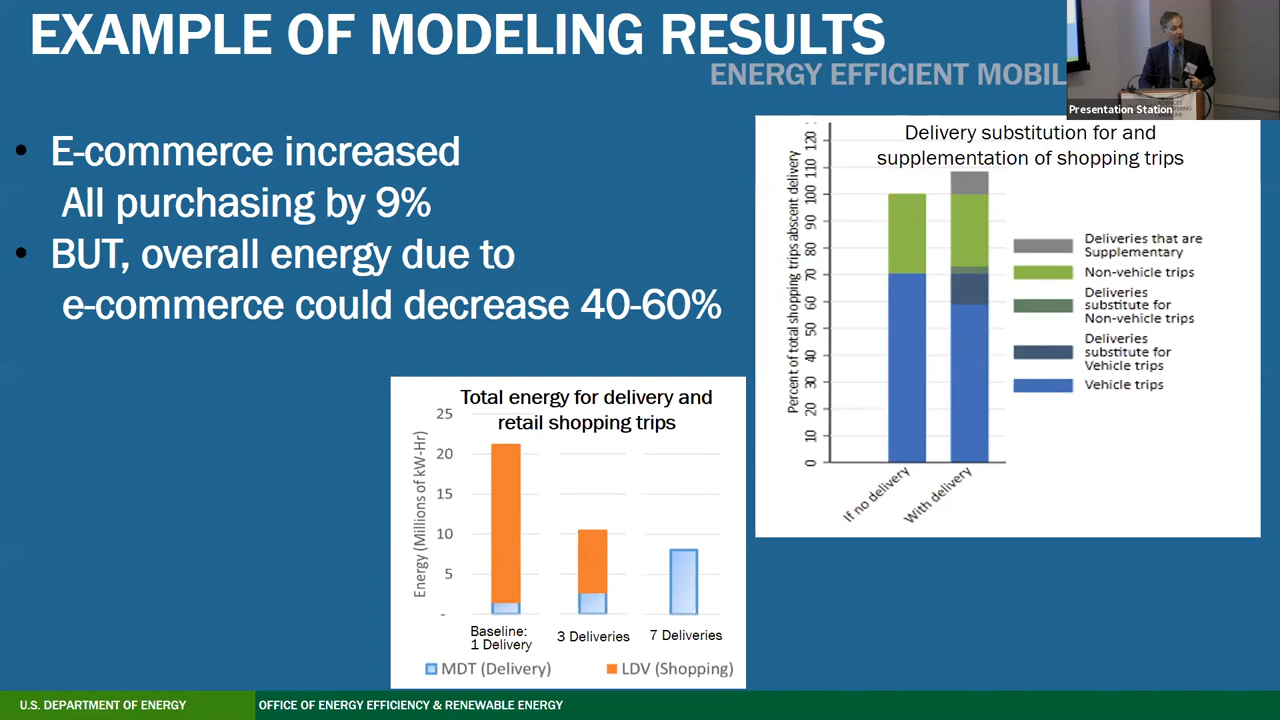 EXAMPLE OF MODELING RESULTS
ENERGY EFFICIENT MOBIL
Presentation Station
• E-commerce increased
All purchasing by 9%
• BUT, overall energy due to
e-commerce could decrease 40-60%
Delivery substitution for and
supplementation of shopping trips
Percent of total shopping trips abscent delivery
120
110
100
90
80
70
60
50
40
30
20
10
0
If no delivery
With delivery
Deliveries that are
Supplementary
Non-vehicle trips
Deliveries
substitute for
Non-vehicle trips
Deliveries
substitute for
Vehicle trips
Vehicle trips
Total energy for delivery and
retail shopping trips
Energy (Millions of kW-Hr)
25
20
15
10
5
-
Baseline:
1 Delivery
3 Deliveries
7 Deliveries
MDT (Delivery)
LDV (Shopping)
U.S. DEPARTMENT OF ENERGY
OFFICE OF ENERGY EFFICIENCY & RENEWABLE ENERGY